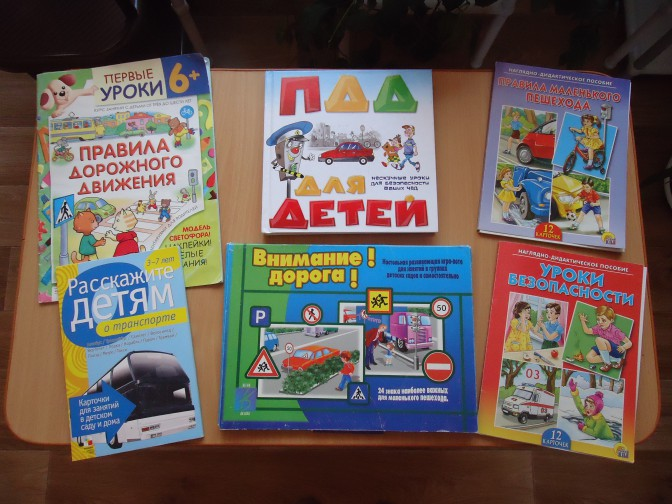 ПЕРВЫЕ
УРОКИ 6+
ПРАВИЛА
ДОРОЖНОГО
ДВИЖЕНИЯ
МОДЕЛЬ
СВЕТОФОРА!
ПДД
для
ДЕТЕЙ
нескучные уроки
для безопасности
ваших чад
НАГЛЯДНО-ДИДАКТИЧЕСКОЕ ПОСОБИЕ
ПРАВИЛА МАЛЕНЬКОГО
ПЕШЕХОДА
12
КАРТОЧЕК
3-7 лет
Расскажите
детям
о транспорте
Карточки
для занятий
в детском
саду и дома
Внимание!
дорога!
Настольная развивающая игра-лото
для занятий в группах
детских садов и самостоятельно
P
50
50
24 знака наиболее важных
для маленького пешехода.
НАГЛЯДНО-ДИДАКТИЧЕСКОЕ ПОСОБИЕ
УРОКИ
БЕЗОПАСНОСТИ
03
12
КАРТОЧЕК